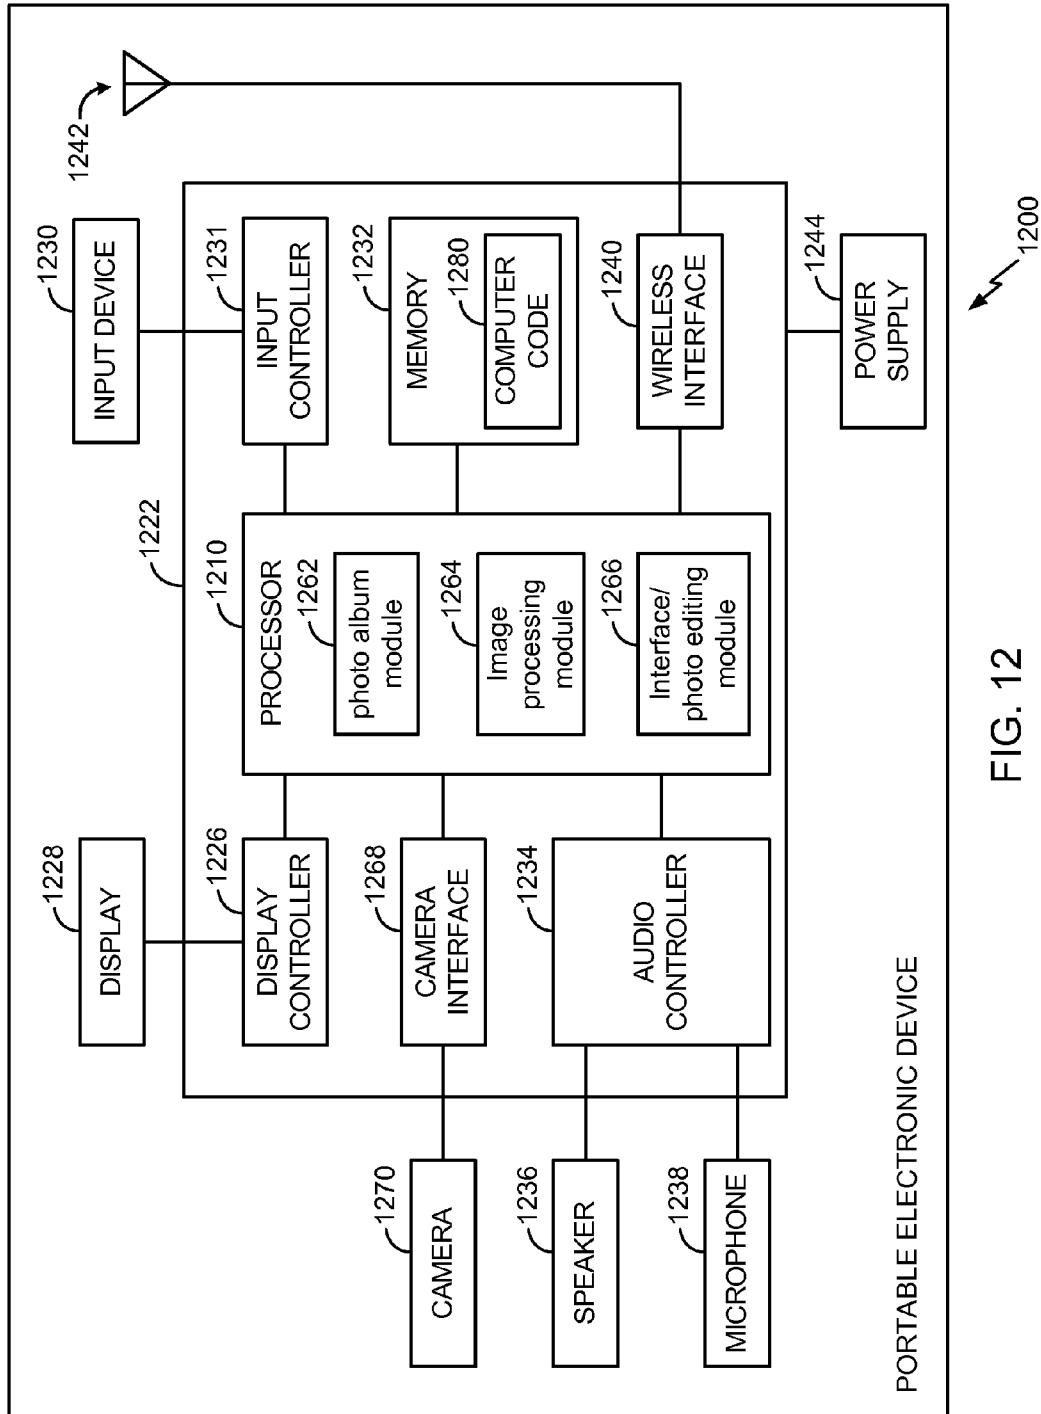 1228
DISPLAY
1222
1230
INPUT DEVICE
1242
1270
CAMERA
1226
DISPLAY
CONTROLLER
1210
PROCESSOR
1231
INPUT
CONTROLLER
1268
CAMERA
INTERFACE
1262
photo album
module
1232
MEMORY
1236
SPEAKER
1264
Image
processing
module
1280
COMPUTER
CODE
1234
AUDIO
CONTROLLER
1238
MICROPHONE
1266
Interface/
photo editing
module
1240
WIRELESS
INTERFACE
1244
POWER
SUPPLY
PORTABLE ELECTRONIC DEVICE
1200
FIG. 12